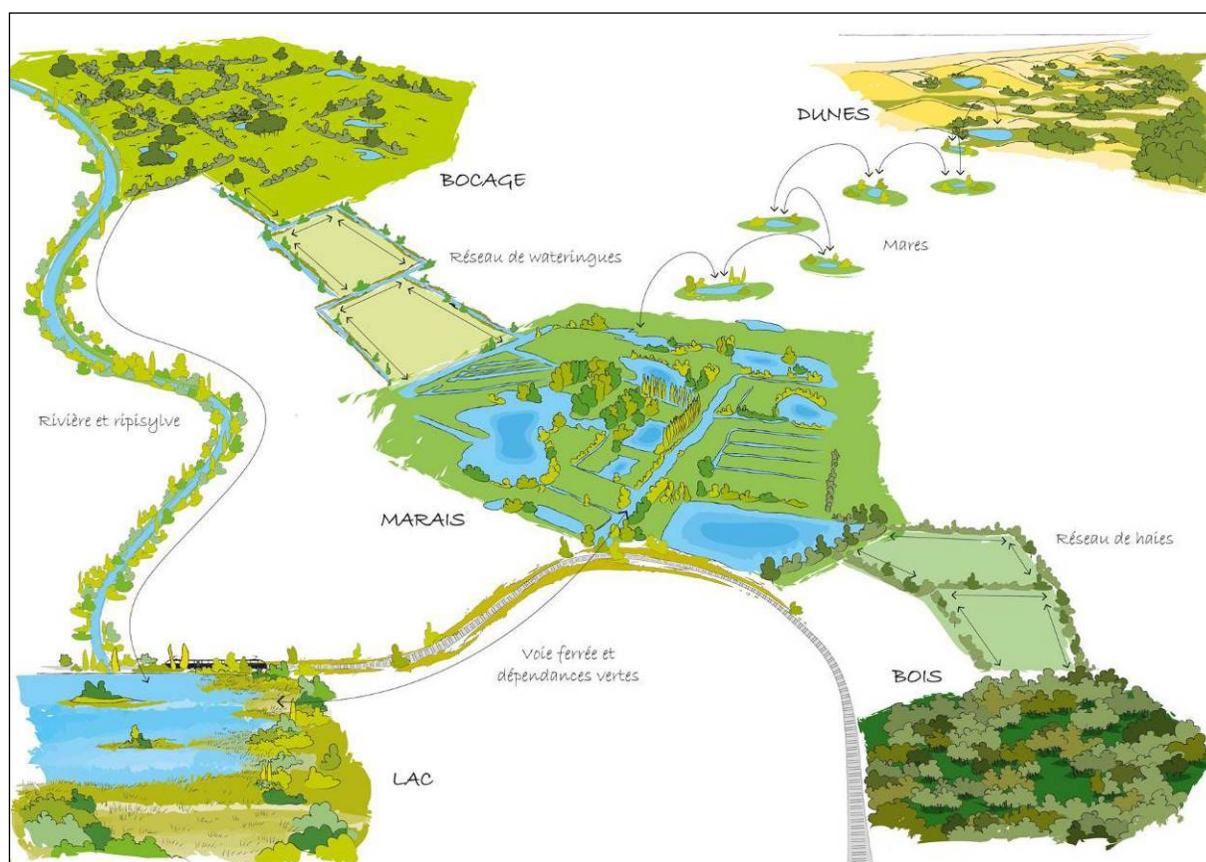 DUNES
BOCAGE
Mares
Réseau de wateringues
Rivière et ripisylve
MARAIS
Réseau de haies
Voie ferrée et
dépendances vertes
BOIS
LAC